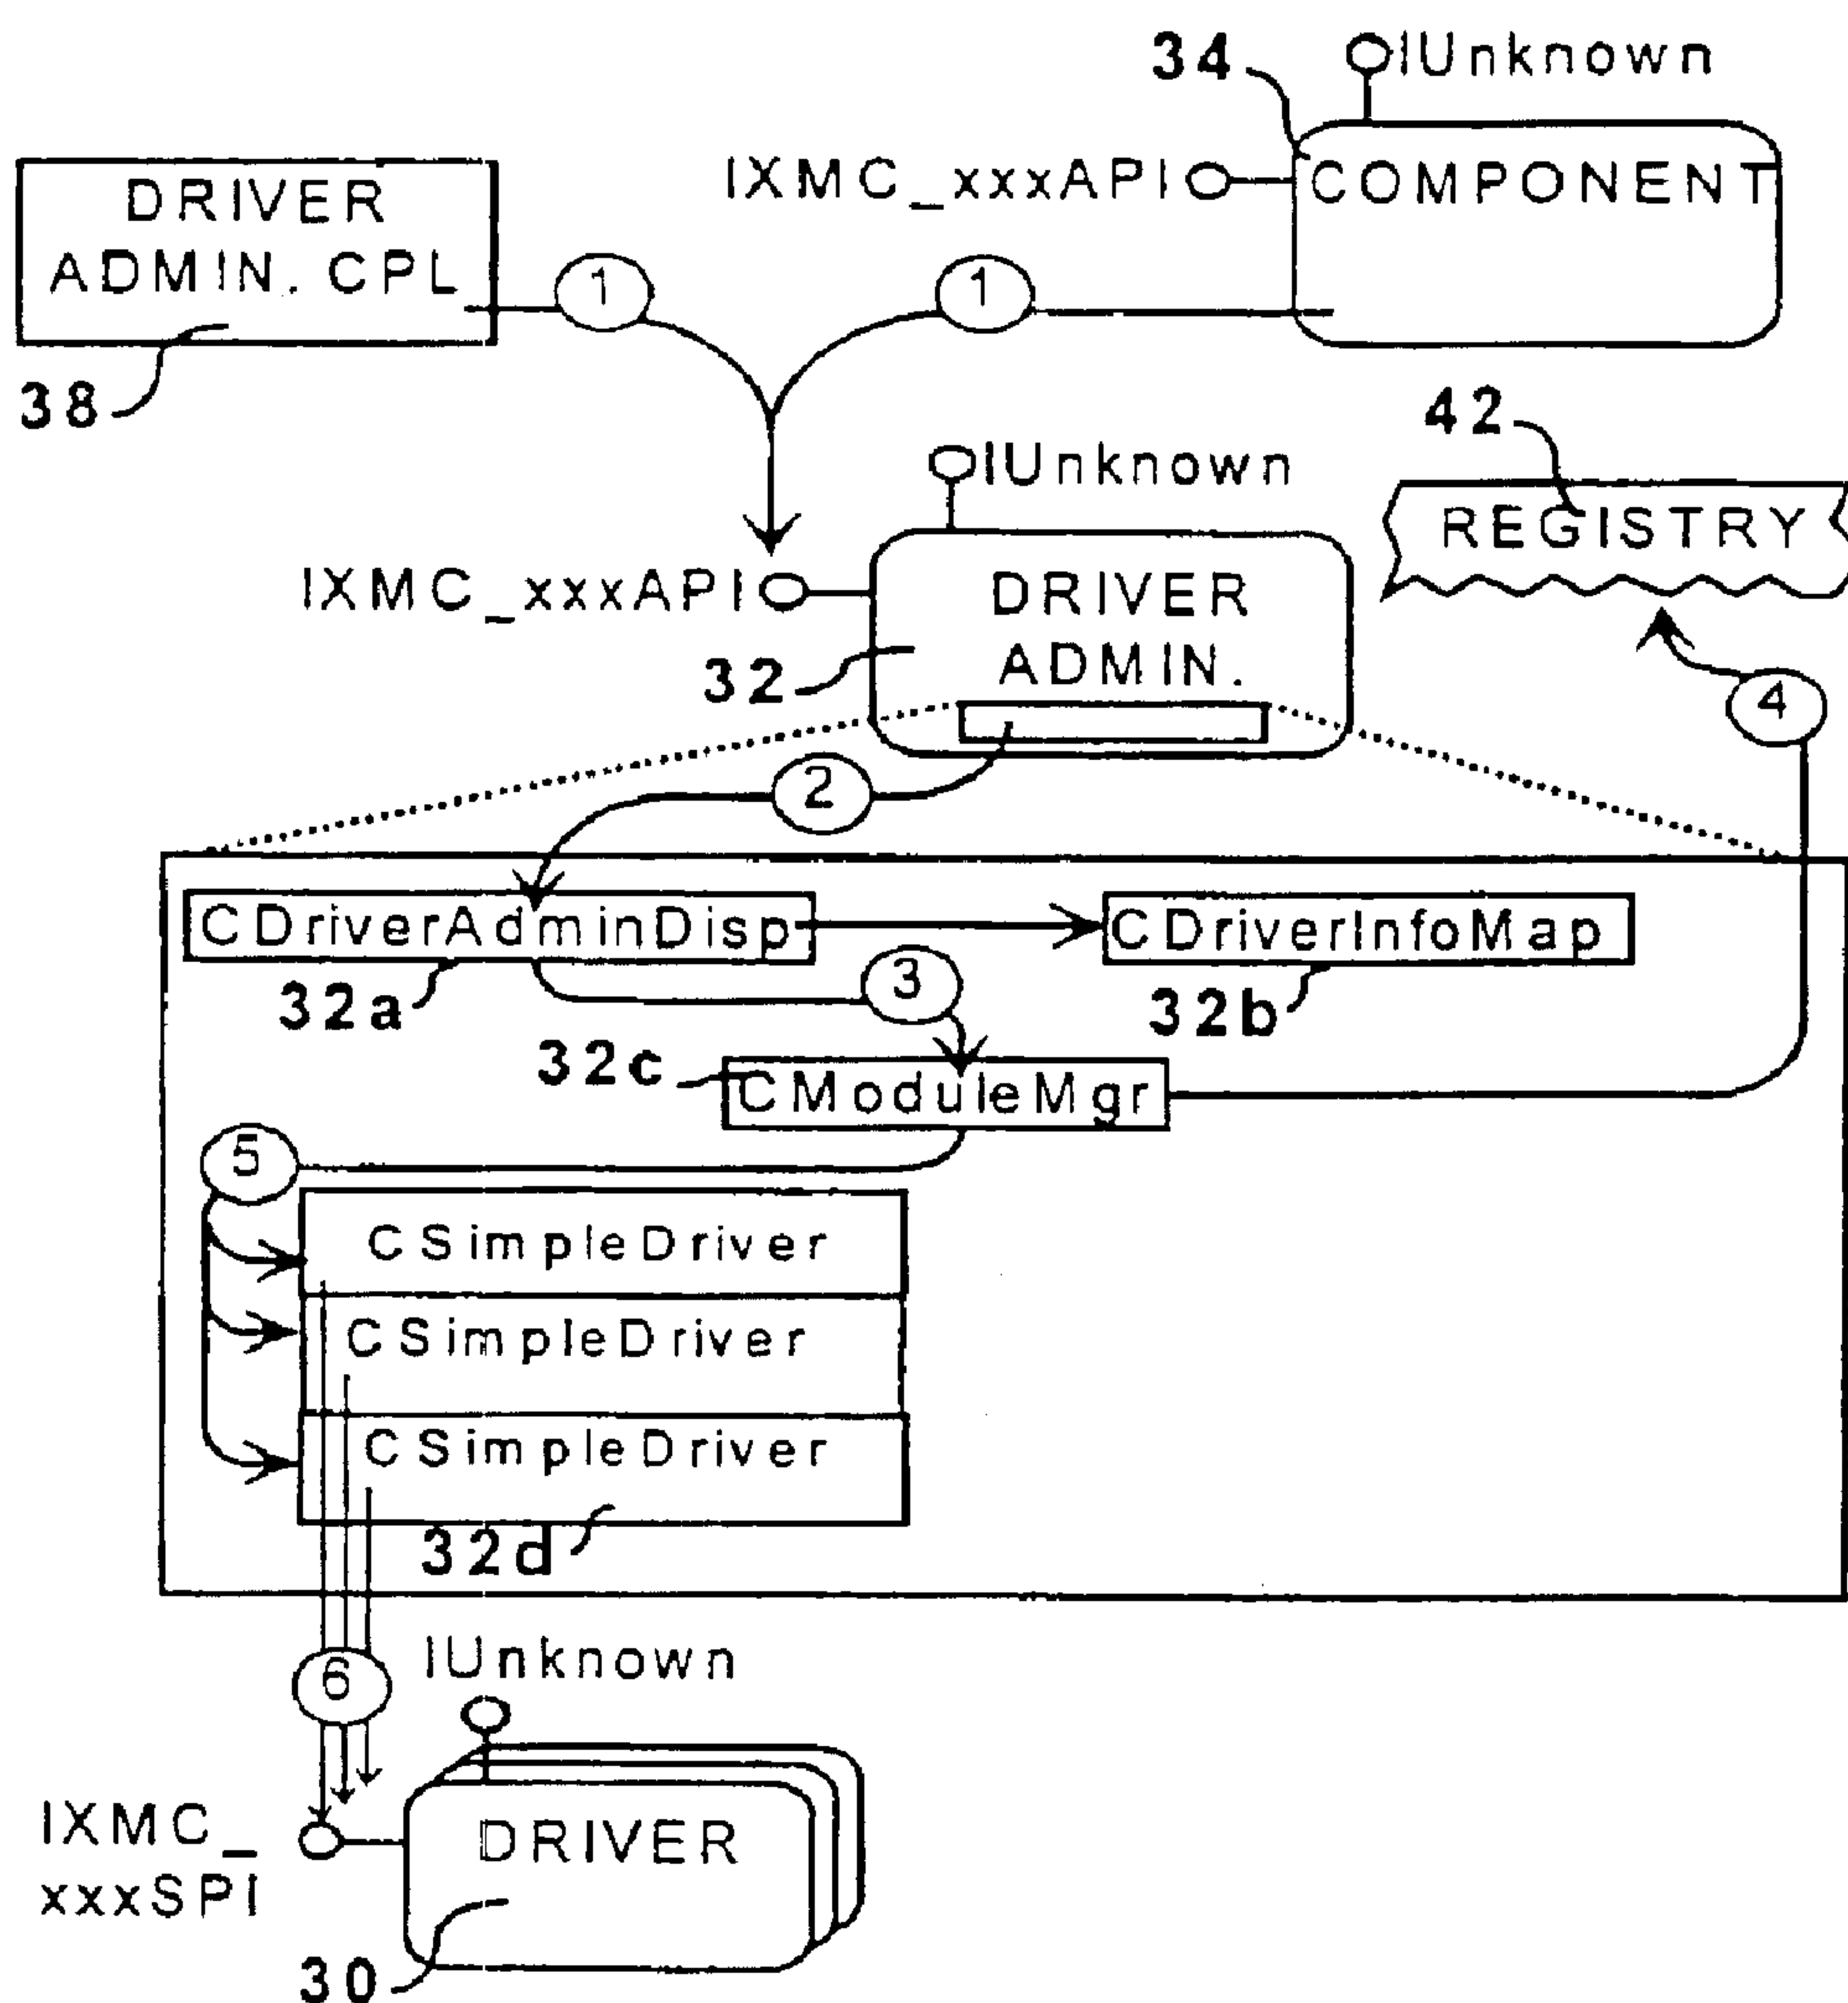 34
IUnknown
DRIVER
ADMIN. CPL
IXMC_xxxAPI
COMPONENT
1
1
38
42
IUnknown
REGISTRY
IXMC_xxxAPI
DRIVER
ADMIN.
32
4
2
CDriverAdminDisp
CDriverInfoMap
32a
3
32b
32c
CModuleMgr
5
CSimpleDriver
CSimpleDriver
CSimpleDriver
32d
6
IUnknown
IXMC_
xxxSPI
DRIVER
30